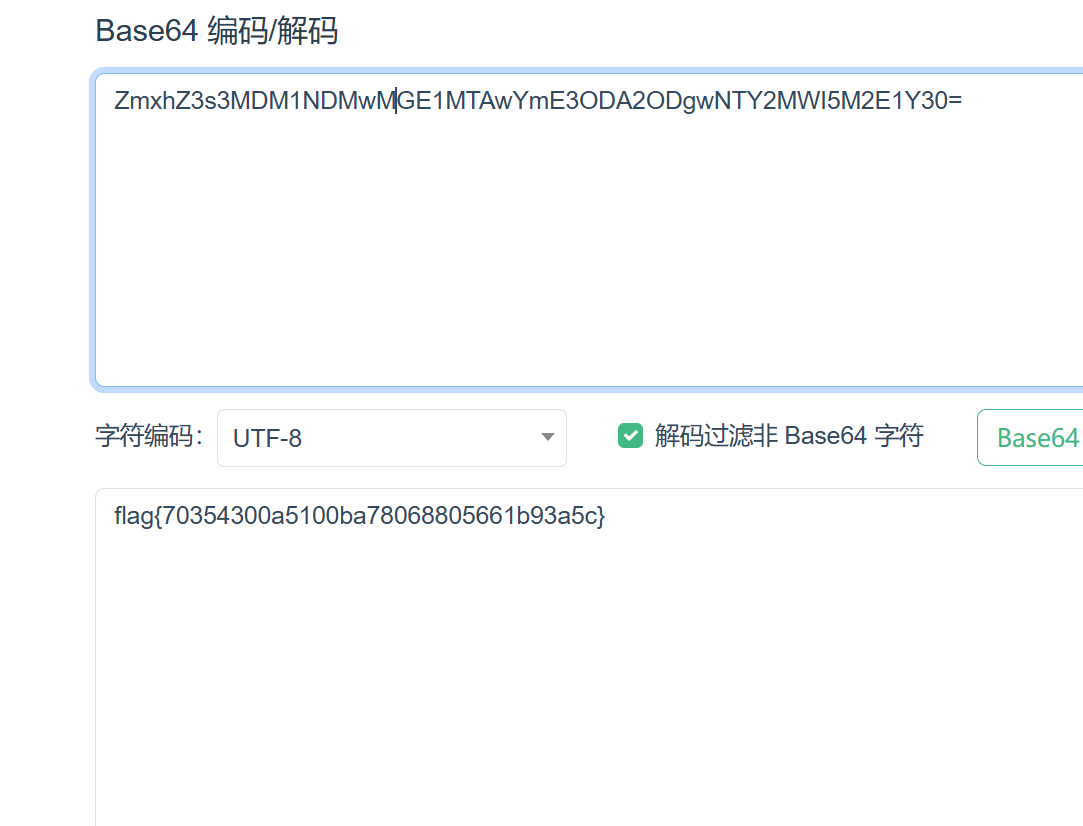 Base64 编码/解码
ZmxhZ3s3MDM1NDMwMGE1MTAwYmE3ODA2ODgwNTY2MWI5M2E1Y30=
字符编码： UTF-8 解码过滤非 Base64 字符 Base64
flag{70354300a5100ba78068805661b93a5c}